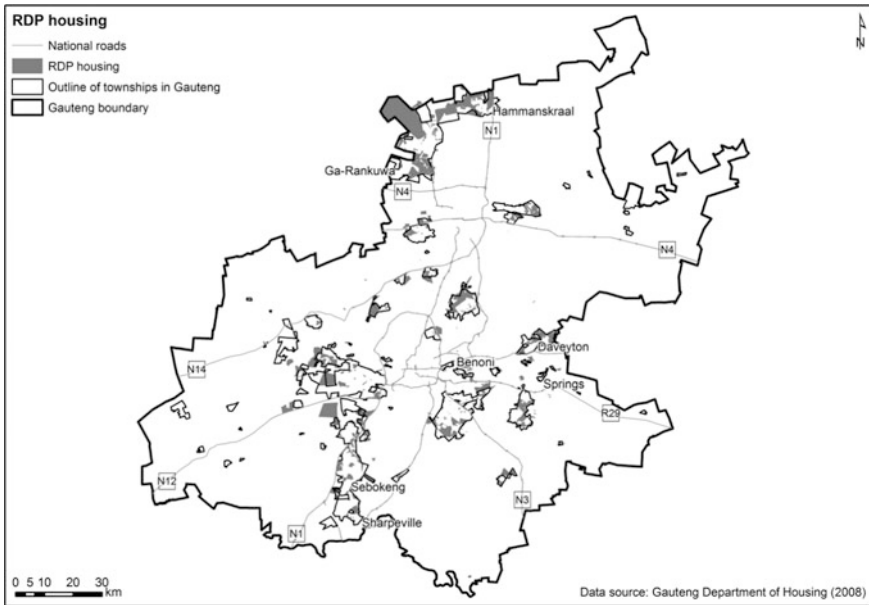 RDP housing
National roads
RDP housing
Outline of townships in Gauteng
Gauteng boundary
N
Hammanskraal
N1
Ga-Rankuwa
N4
N4
Daveyton
Benoni
N14
Springs
R29
N12
Sebokeng
N3
Sharpeville
N1
0 5 10 20 30
km
Data source: Gauteng Department of Housing (2008)